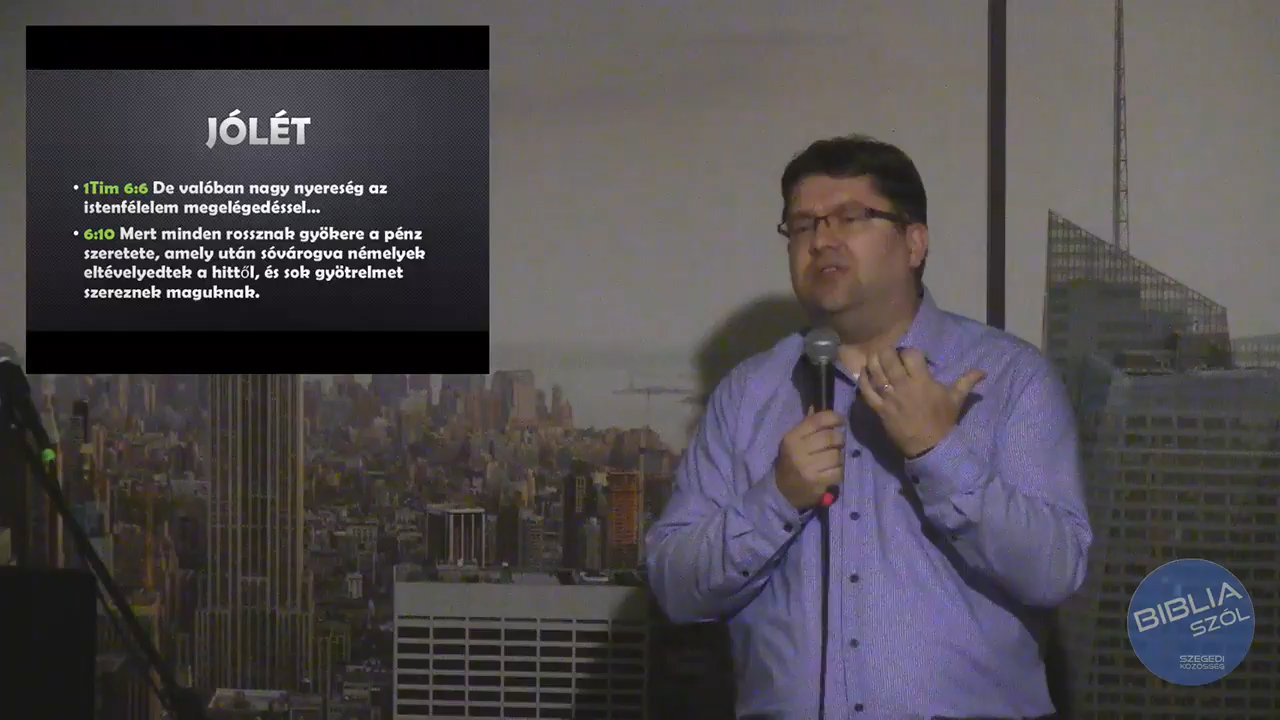 JÓLÉT
• 1Tim 6:6 De valóban nagy nyereség az
istenfélelem megelégedéssel...
• 6:10 Mert minden rossznak gyökere a pénz
szeretete, amely után sóvárogva némelyek
eltévelyedtek a hittől, és sok gyötrelmet
szereznek maguknak.
BIBLIA
SZÓL
SZEGEDI
KÖZÖSSÉG